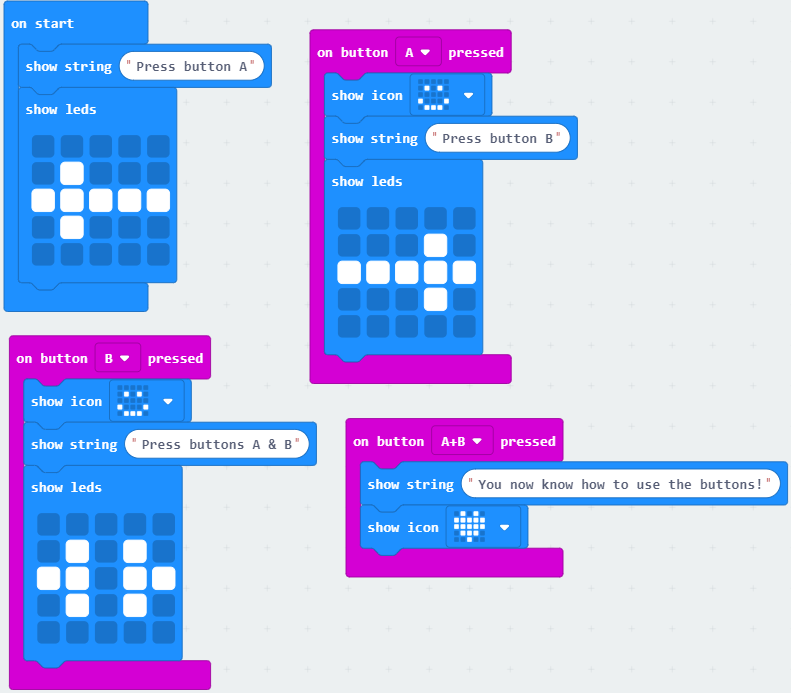 on start
show string " Press button A "
show leds
on button A pressed
show icon
show string " Press button B "
show leds
on button B pressed
show icon
show string " Press buttons A & B "
show leds
on button A+B pressed
show string " You now know how to use the buttons! "
show icon